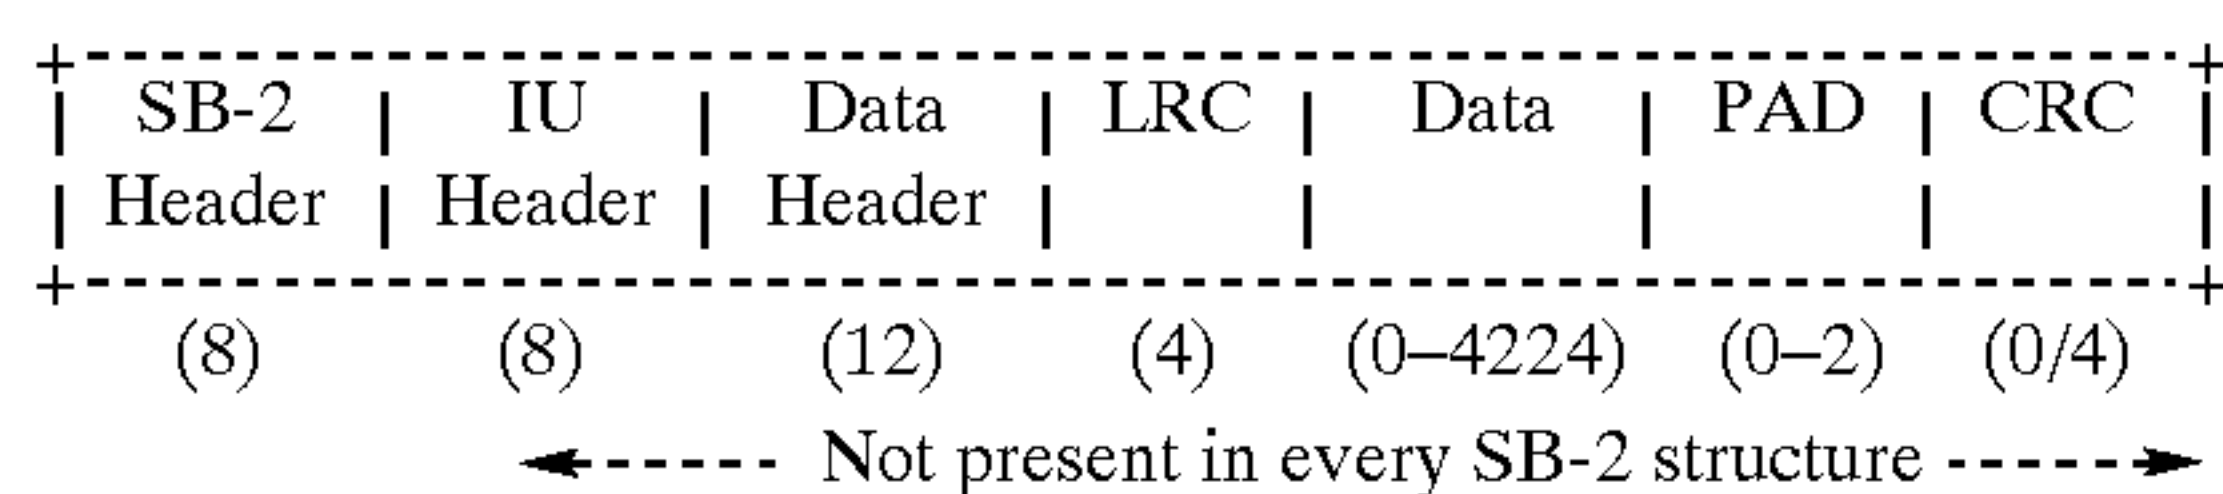 +--------------------------------------------------------------------------+
| SB-2 | IU | Data | LRC | Data | PAD | CRC |
| Header | Header | Header | | | | |
+--------------------------------------------------------------------------+
(8) (8) (12) (4) (0–4224) (0–2) (0/4)
<------ Not present in every SB-2 structure ------>